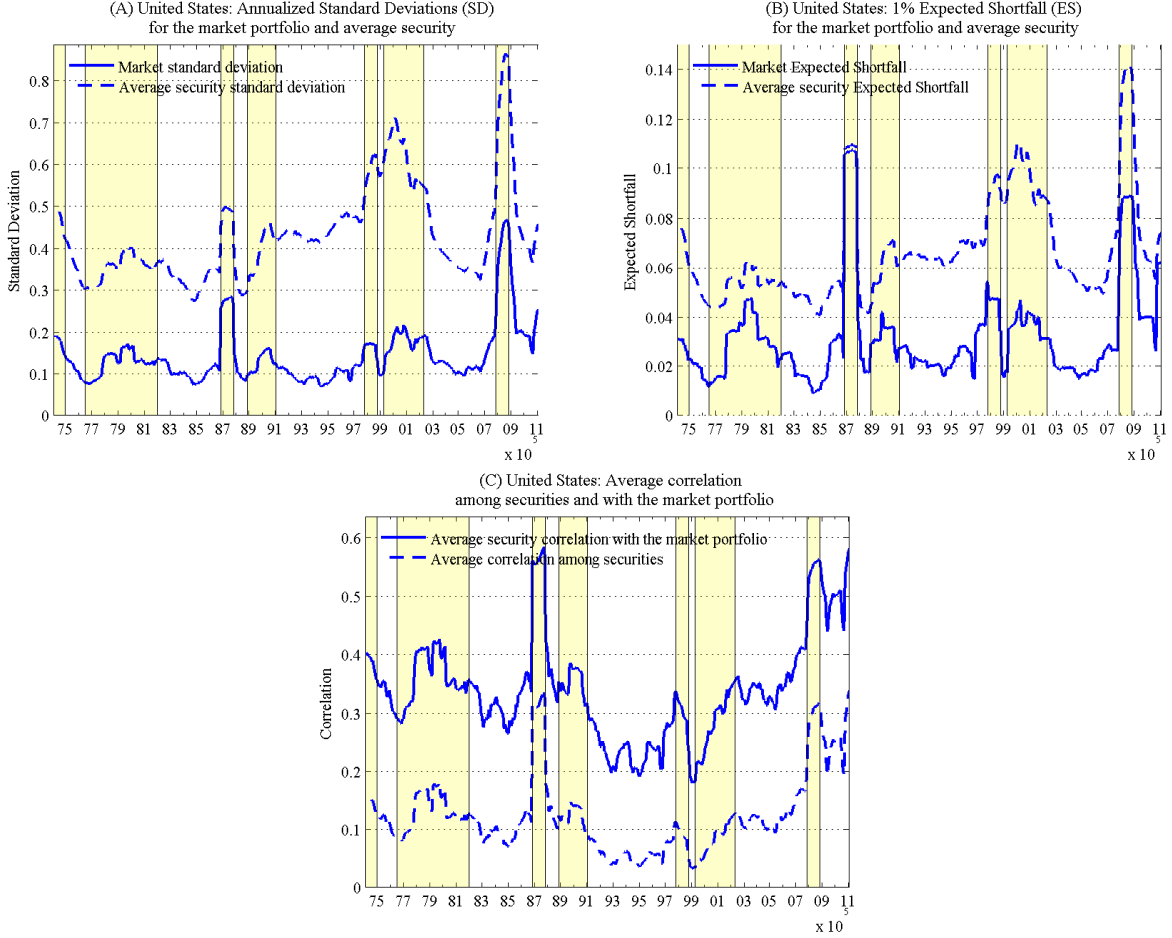 (A) United States: Annualized Standard Deviations (SD)
for the market portfolio and average security
Market standard deviation
Average security standard deviation
Standard Deviation
0.8
0.7
0.6
0.5
0.4
0.3
0.2
0.1
0
75 77 79 81 83 85 87 89 91 93 95 97 99 01 03 05 07 09 11
x 10
5
(B) United States: 1% Expected Shortfall (ES)
for the market portfolio and average security
Market Expected Shortfall
Average security Expected Shortfall
Expected Shortfall
0.14
0.12
0.1
0.08
0.06
0.04
0.02
0
75 77 79 81 83 85 87 89 91 93 95 97 99 01 03 05 07 09 11
x 10
5
(C) United States: Average correlation
among securities and with the market portfolio
Average security correlation with the market portfolio
Average correlation among securities
Correlation
0.6
0.5
0.4
0.3
0.2
0.1
0
75 77 79 81 83 85 87 89 91 93 95 97 99 01 03 05 07 09 11
x 10
5